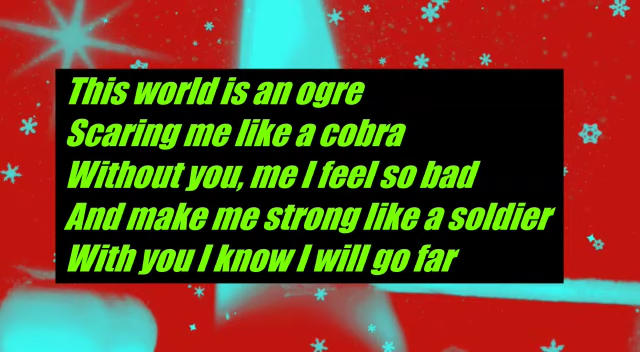 This world is an ogre
Scaring me like a cobra
Without you, me I feel so bad
And make me strong like a soldier
With you I know I will go far